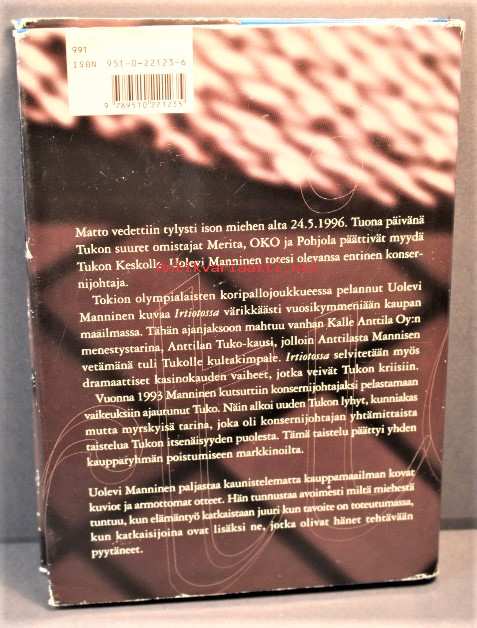 991
ISBN 951-0-22123-6
9 789510 221235
Matto vedettiin tylysti ison miehen alta 24.5.1996. Tuona päivänä
Tukon suuret omistajat Merita, OKO ja Pohjola päättivät myydä
Tukon Keskolle. Uolevi Manninen totesi olevansa entinen konser-
nijohtaja.
Tokion olympialaisten koripallojoukkueessa pelannut Uolevi
Manninen kuvaa Irtiotossa värikkäästi vuosikymmeniään kaupan
maailmassa. Tähän ajanjaksoon mahtuu vanhan Kalle Anttila Oy:n
menestystarina, Anttilan Tuko-kausi, jolloin Anttilasta Mannisen
vetämänä tuli Tukolle kultakimpale. Irtiotossa selvitetään myös
dramaattiset kasinokauden vaiheet, jotka veivät Tukon kriisiin.
Vuonna 1993 Manninen kutsuttiin konsernijohtajaksi pelastamaan
vaikeuksiin ajautunut Tuko. Näin alkoi uuden Tukon lyhyt, kunniakas
mutta myrskyisä tarina, joka oli konsernijohtajan yhtämittaista
taistelua Tukon itsenäisyyden puolesta. Tämä taistelu päättyi yhden
kaupparyhmän poistumiseen markkinoilta.
Uolevi Manninen paljastaa kaunistelematta kauppamaailman kovat
kuviot ja armottomat otteet. Hän tunnustaa avoimesti miltä miehestä
tuntuu, kun elämäntyö katkaistaan juuri kun tavoite on toteutumassa,
kun katkaisijoina ovat lisäksi ne, jotka olivat hänet tehtävään
pyytäneet.